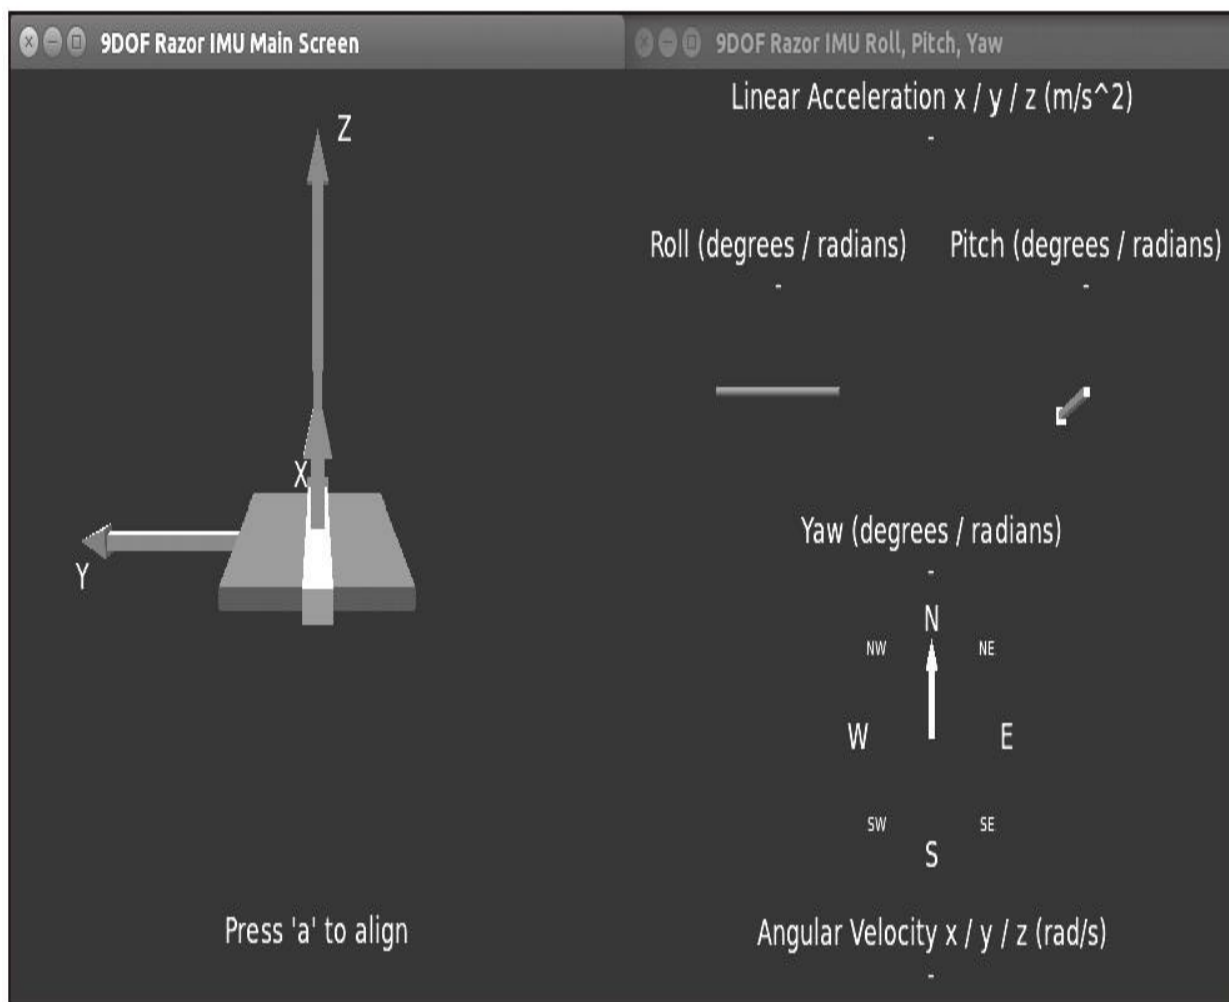 9DOF Razor IMU Main Screen
Z
X
Y
Press 'a' to align
9DOF Razor IMU Roll, Pitch, Yaw
Linear Acceleration x / y / z (m/s^2)
-
Roll (degrees / radians) Pitch (degrees / radians)
- -
Yaw (degrees / radians)
-
N
NW NE
W E
SW SE
S
Angular Velocity x / y / z (rad/s)
-